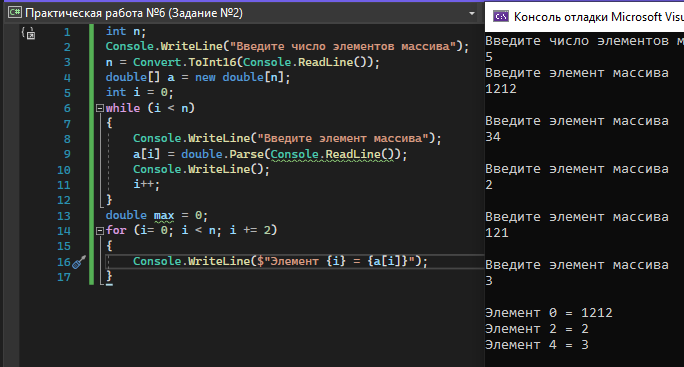 C# Практическая работа №6 (Задание №2)
1 int n;
2 Console.WriteLine("Введите число элементов массива");
3 n = Convert.ToInt16(Console.ReadLine());
4 double[] a = new double[n];
5 int i = 0;
6 while (i < n)
7 {
8 Console.WriteLine("Введите элемент массива");
9 a[i] = double.Parse(Console.ReadLine());
10 Console.WriteLine();
11 i++;
12 }
13 double max = 0;
14 for (i= 0; i < n; i += 2)
15 {
16 Console.WriteLine($"Элемент {i} = {a[i]}");
17 }
Консоль отладки Microsoft Visu
Введите число элементов м
5
Введите элемент массива
1212
Введите элемент массива
34
Введите элемент массива
2
Введите элемент массива
121
Введите элемент массива
3
Элемент 0 = 1212
Элемент 2 = 2
Элемент 4 = 3